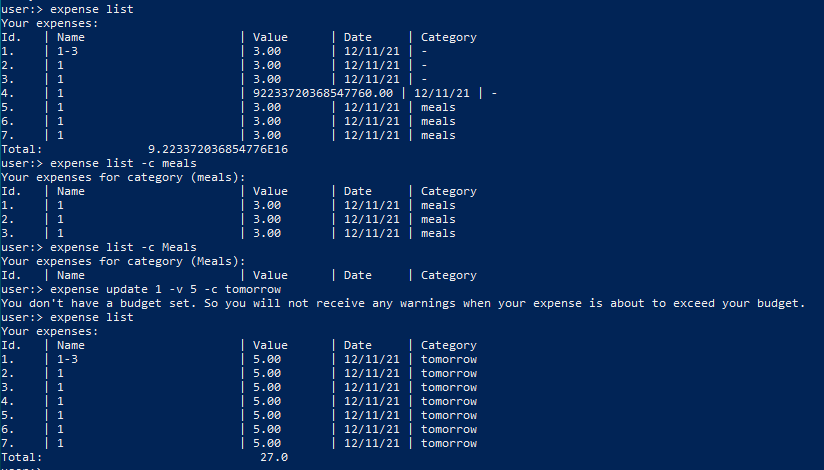 user:> expense list
Your expenses:
Id. | Name | Value | Date | Category
1. | 1-3 | 3.00 | 12/11/21 | -
2. | 1 | 3.00 | 12/11/21 | -
3. | 1 | 3.00 | 12/11/21 | -
4. | 1 | 92233720368547760.00 | 12/11/21 | -
5. | 1 | 3.00 | 12/11/21 | meals
6. | 1 | 3.00 | 12/11/21 | meals
7. | 1 | 3.00 | 12/11/21 | meals
Total: 9.223372036854776E16
user:> expense list -c meals
Your expenses for category (meals):
Id. | Name | Value | Date | Category
1. | 1 | 3.00 | 12/11/21 | meals
2. | 1 | 3.00 | 12/11/21 | meals
3. | 1 | 3.00 | 12/11/21 | meals
user:> expense list -c Meals
Your expenses for category (Meals):
Id. | Name | Value | Date | Category
user:> expense update 1 -v 5 -c tomorrow
You don't have a budget set. So you will not receive any warnings when your expense is about to exceed your budget.
user:> expense list
Your expenses:
Id. | Name | Value | Date | Category
1. | 1-3 | 5.00 | 12/11/21 | tomorrow
2. | 1 | 5.00 | 12/11/21 | tomorrow
3. | 1 | 5.00 | 12/11/21 | tomorrow
4. | 1 | 5.00 | 12/11/21 | tomorrow
5. | 1 | 5.00 | 12/11/21 | tomorrow
6. | 1 | 5.00 | 12/11/21 | tomorrow
7. | 1 | 5.00 | 12/11/21 | tomorrow
Total: 27.0
user:>